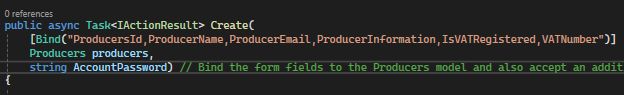 0 references
public async Task<IActionResult> Create(
[Bind("ProducersId,ProducerName,ProducerEmail,ProducerInformation,IsVATRegistered,VATNumber")]
Producers producers,
string AccountPassword) // Bind the form fields to the Producers model and also accept an additi
{